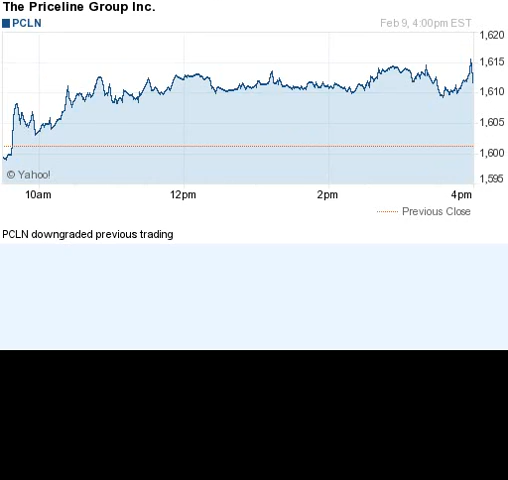 The Priceline Group Inc.
PCLN Feb 9, 4:00pm EST
1,620
1,615
1,610
1,605
1,600
1,595
© Yahoo!
10am 12pm 2pm 4pm
Previous Close
PCLN downgraded previous trading